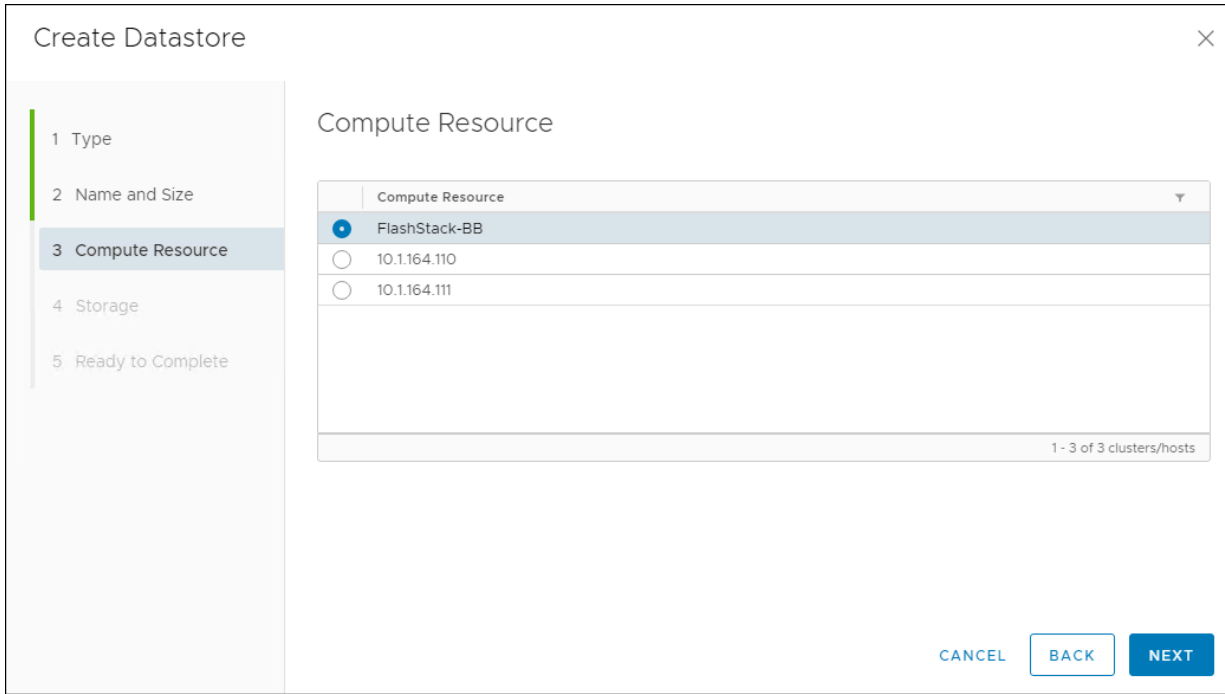 Create Datastore
1 Type
2 Name and Size
3 Compute Resource
4 Storage
5 Ready to Complete
Compute Resource
Compute Resource
FlashStack-BB
10.1.164.110
10.1.164.111
1 - 3 of 3 clusters/hosts
CANCEL BACK NEXT